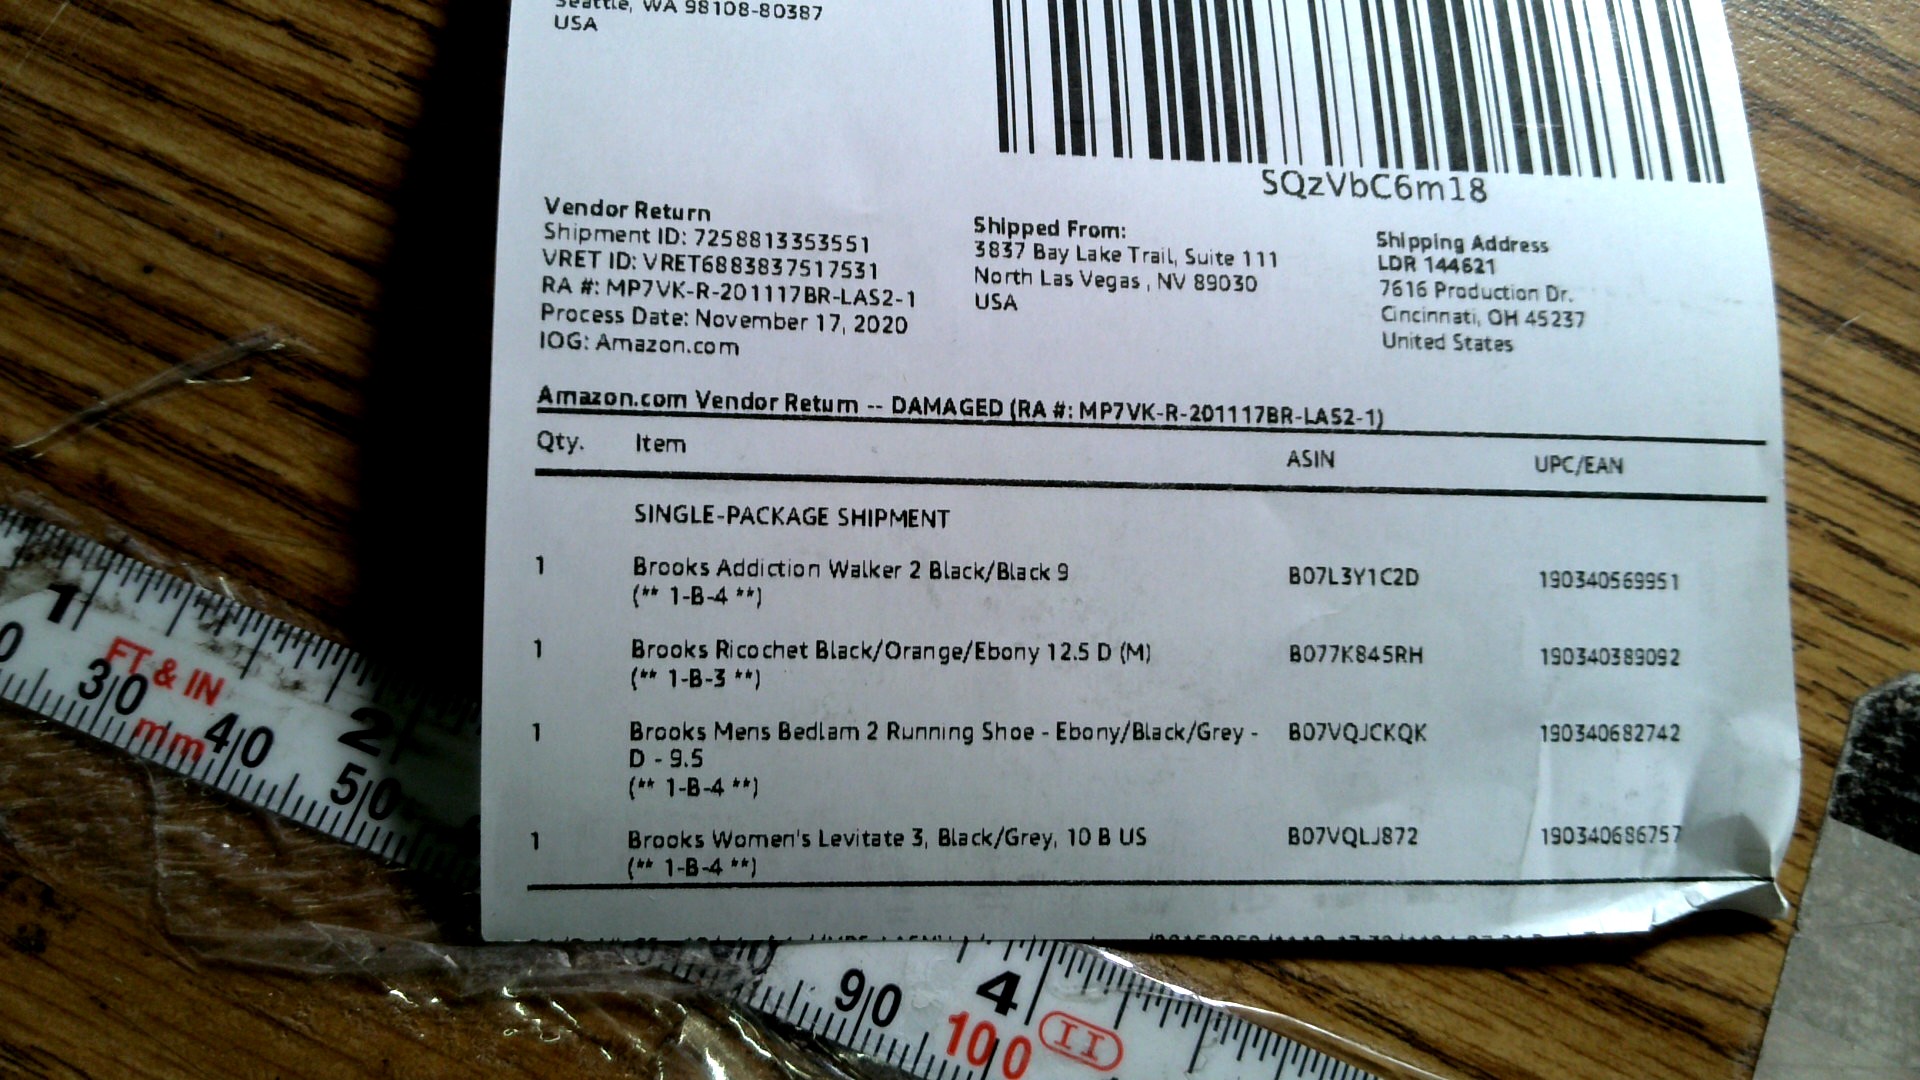 Seattle, WA 98108-80387
USA
SQzVbC6m18
Vendor Return
Shipment ID: 7258813353551
VRET ID: VRET6883837517531
RA #: MP7VK-R-201117BR-LAS2-1
Process Date: November 17, 2020
IOG: Amazon.com
Shipped From:
3837 Bay Lake Trail, Suite 111
North Las Vegas , NV 89030
USA
Shipping Address
LDR 144621
7616 Production Dr.
Cincinnati, OH 45237
United States
Amazon.com Vendor Return -- DAMAGED (RA #: MP7VK-R-201117BR-LAS2-1)
Qty. Item ASIN UPC/EAN
SINGLE-PACKAGE SHIPMENT
1 Brooks Addiction Walker 2 Black/Black 9 B07L3Y1C2D 190340569951
(** 1-B-4 **)
1 Brooks Ricochet Black/Orange/Ebony 12.5 D (M) B077K845RH 190340389092
(** 1-B-3 **)
1 Brooks Mens Bedlam 2 Running Shoe - Ebony/Black/Grey - B07VQJCKQK 190340682742
D - 9.5
(** 1-B-4 **)
1 Brooks Women's Levitate 3, Black/Grey, 10 B US B07VQLJ872 190340686757
(** 1-B-4 **)
1 2
FT & IN
30 40 50
mm
4
90 100
II